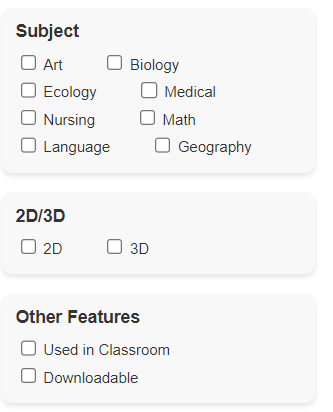 Subject
Art Biology
Ecology Medical
Nursing Math
Language Geography
2D/3D
2D 3D
Other Features
Used in Classroom
Downloadable